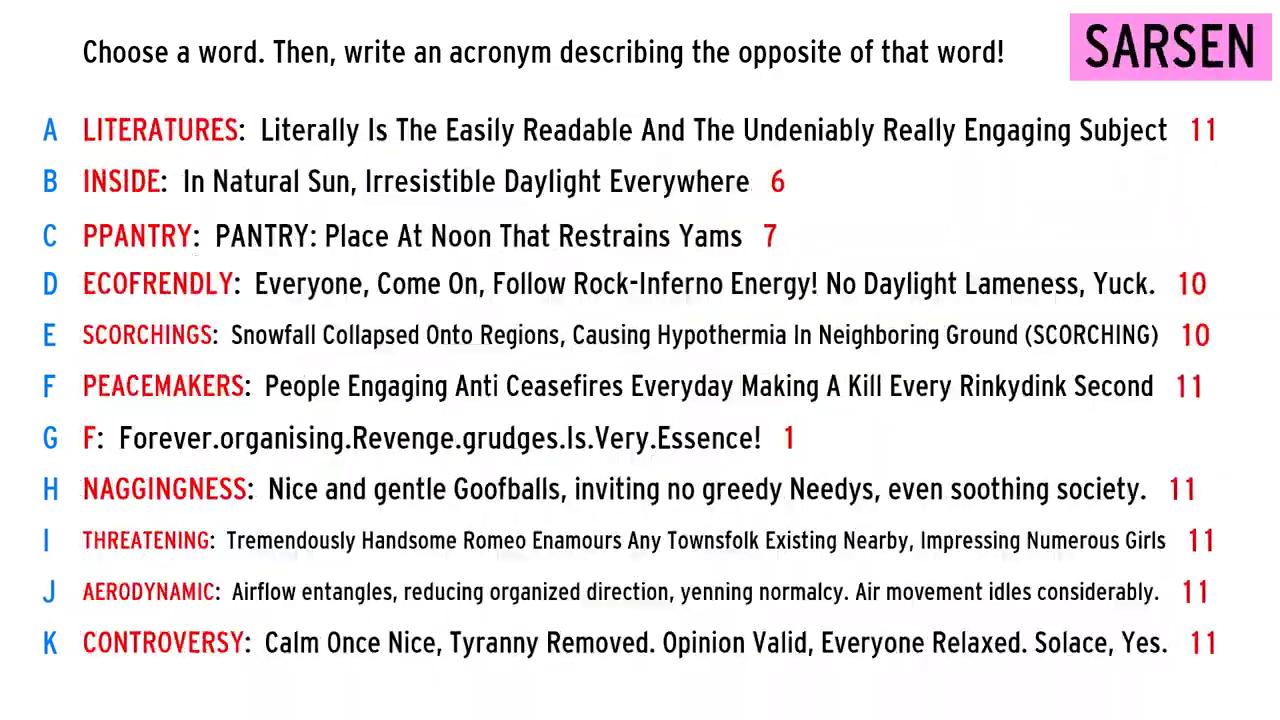 Choose a word. Then, write an acronym describing the opposite of that word!
SARSEN
A LITERATURES: Literally Is The Easily Readable And The Undeniably Really Engaging Subject 11
B INSIDE: In Natural Sun, Irresistible Daylight Everywhere 6
C PPANTRY: PANTRY: Place At Noon That Restrains Yams 7
D ECOFRENDLY: Everyone, Come On, Follow Rock-Inferno Energy! No Daylight Lameness, Yuck. 10
E SCORCHINGS: Snowfall Collapsed Onto Regions, Causing Hypothermia In Neighboring Ground (SCORCHING) 10
F PEACEMAKERS: People Engaging Anti Ceasefires Everyday Making A Kill Every Rinkydink Second 11
G F: Forever.organising.Revenge.grudges.Is.Very.Essence! 1
H NAGGINGNESS: Nice and gentle Goofballs, inviting no greedy Needys, even soothing society. 11
I THREATENING: Tremendously Handsome Romeo Enamours Any Townsfolk Existing Nearby, Impressing Numerous Girls 11
J AERODYNAMIC: Airflow entangles, reducing organized direction, yenning normalcy. Air movement idles considerably. 11
K CONTROVERSY: Calm Once Nice, Tyranny Removed. Opinion Valid, Everyone Relaxed. Solace, Yes. 11